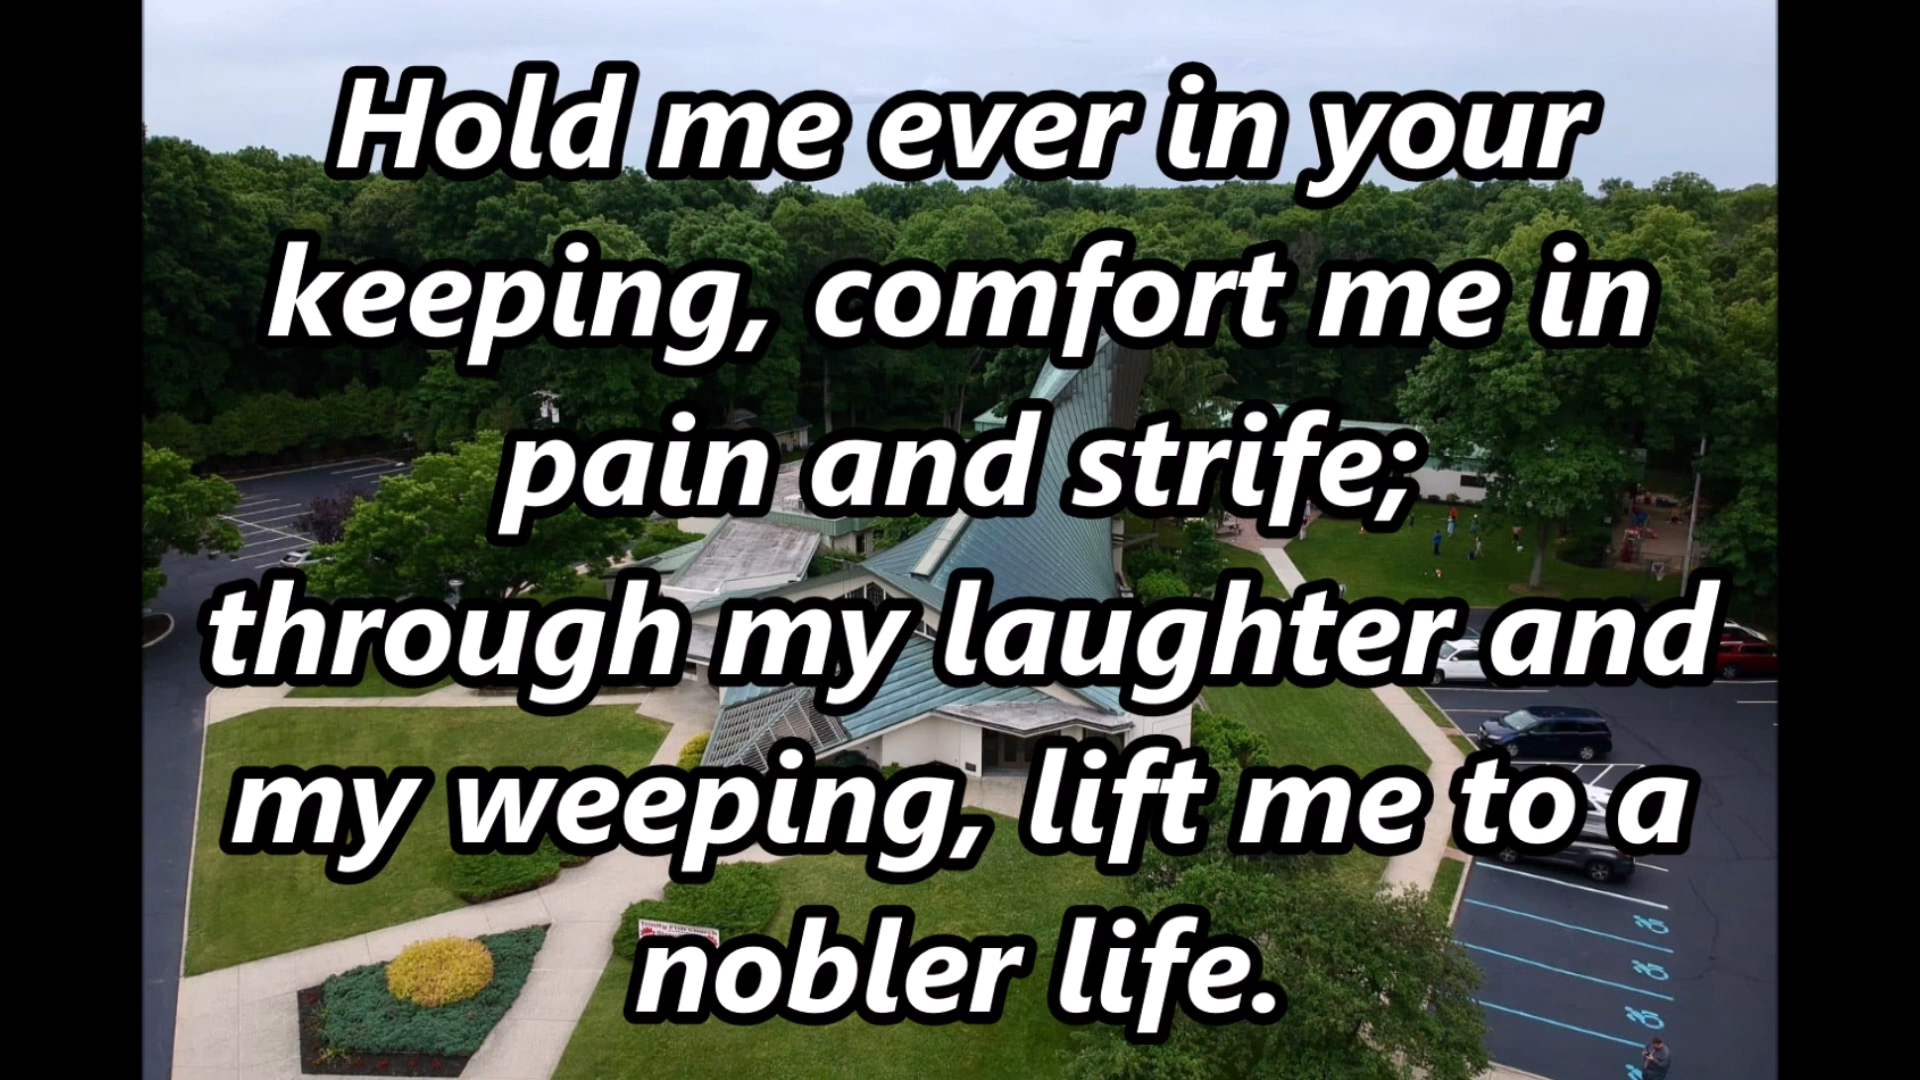 Hold me ever in your
keeping, comfort me in
pain and strife;
through my laughter and
my weeping, lift me to a
nobler life.